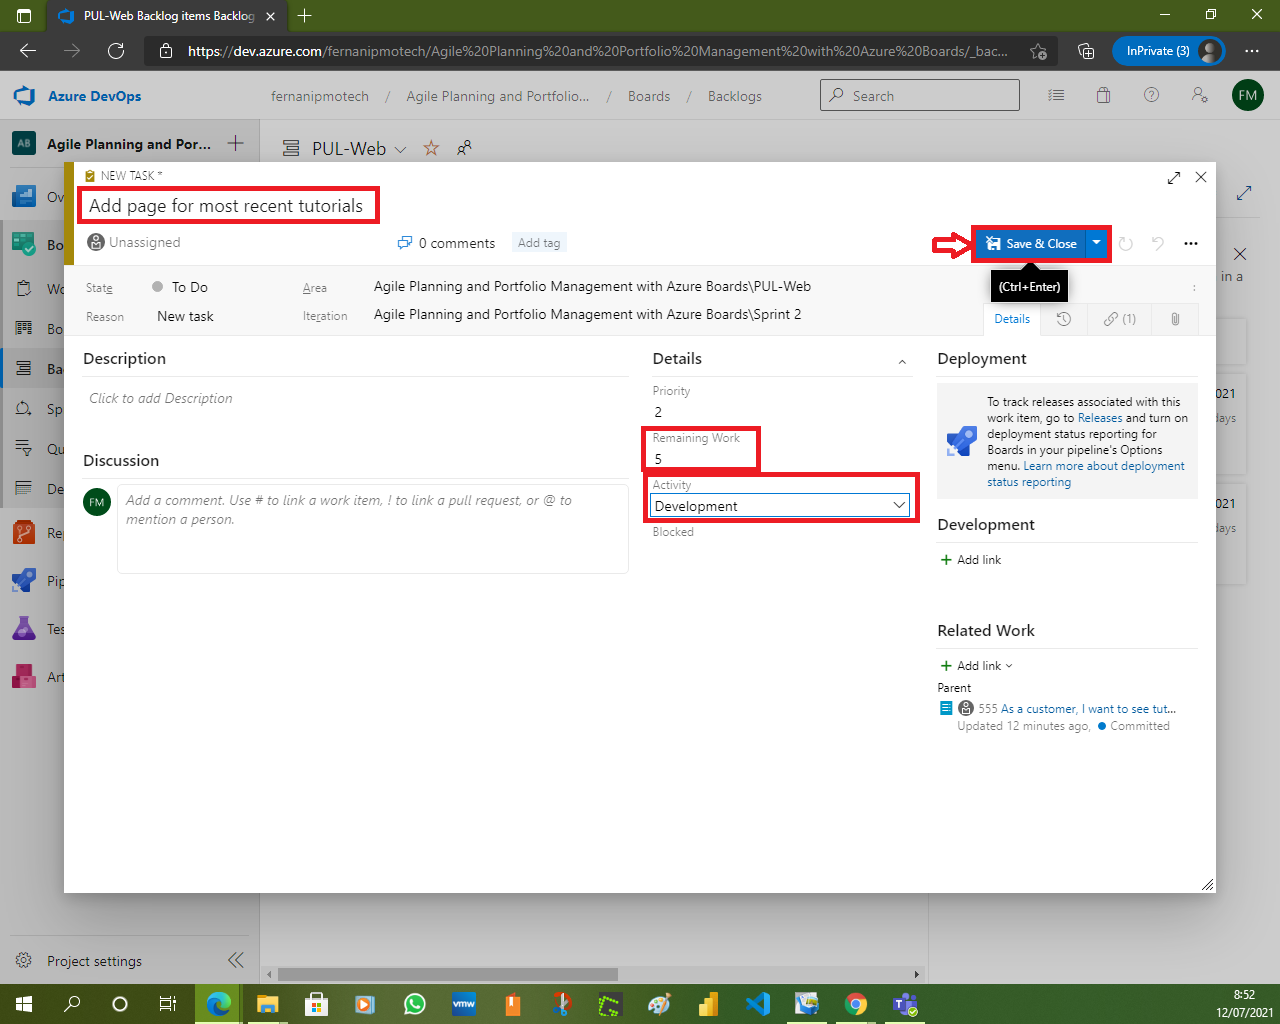 PUL-Web Backlog items Backlog
https://dev.azure.com/fernanipmotech/Agile%20Planning%20and%20Portfolio%20Management%20with%20Azure%20Boards/_bac...
InPrivate (3)
Azure DevOps
fernanipmotech / Agile Planning and Portfolio... / Boards / Backlogs
Search
FM
AB
Agile Planning and Por...
PUL-Web
NEW TASK *
Ov
Add page for most recent tutorials
Unassigned
0 comments
Add tag
Save & Close
Bo
in a
(Ctrl+Enter)
State
To Do
Area
Agile Planning and Portfolio Management with Azure Boards\PUL-Web
Wo
Reason
New task
Iteration
Agile Planning and Portfolio Management with Azure Boards\Sprint 2
Details
(1)
Bo
Description
Details
Deployment
Ba
Priority
2021
Click to add Description
To track releases associated with this
work item, go to Releases and turn on
deployment status reporting for
Boards in your pipeline's Options
menu. Learn more about deployment
status reporting
2
days
Sp
Remaining Work
5
Qu
Discussion
Activity
De
Development
FM
Add a comment. Use # to link a work item, ! to link a pull request, or @ to
mention a person.
2021
Blocked
Development
days
Rep
Add link
Pip
Tes
Related Work
Add link
Art
Parent
555 As a customer, I want to see tut...
Updated 12 minutes ago, Committed
Project settings
vmw
8:52
12/07/2021